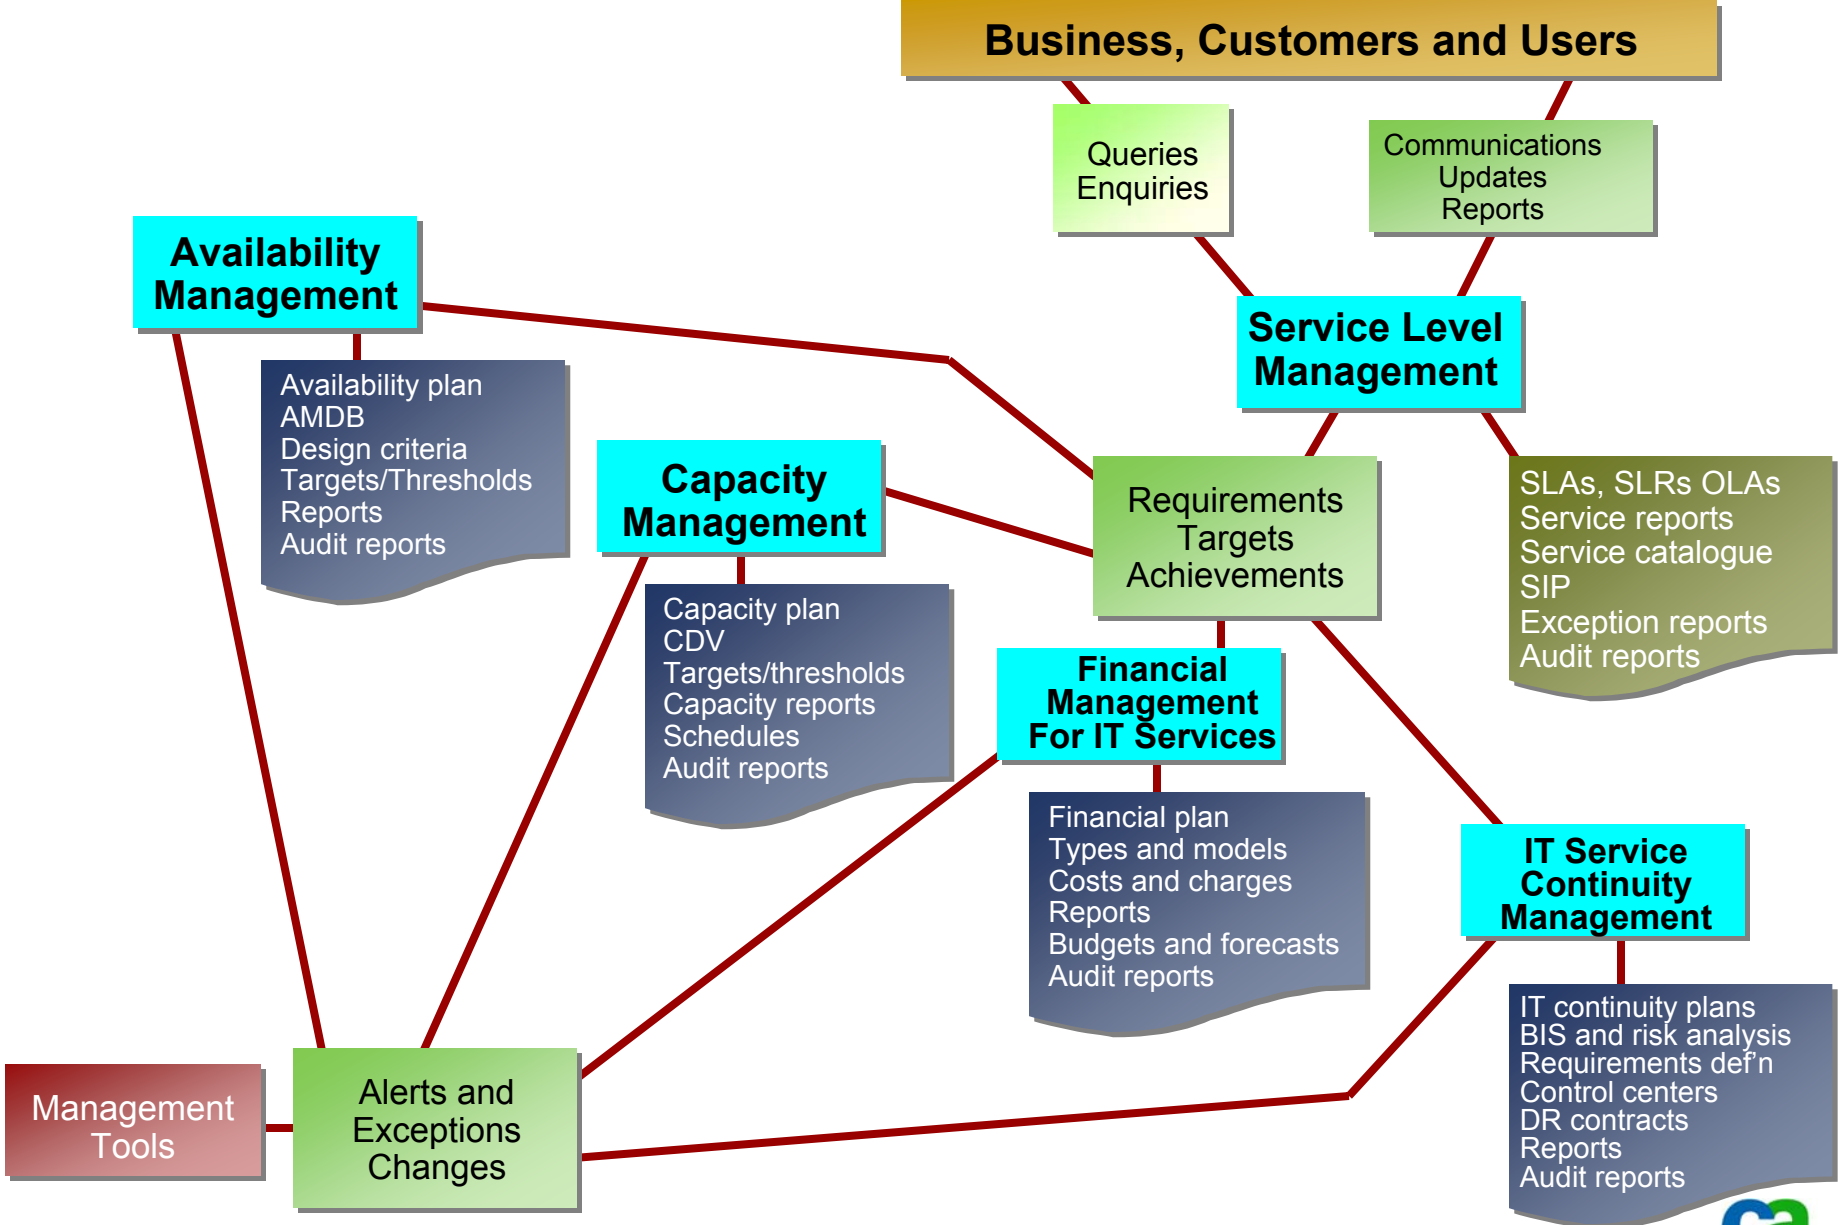 Business, Customers and Users
Queries
Enquiries
Communications
Updates
Reports
Availability
Management
Service Level
Management
Availability plan
AMDB
Design criteria
Targets/Thresholds
Reports
Audit reports
Capacity
Management
Requirements
Targets
Achievements
SLAs, SLRs OLAs
Service reports
Service catalogue
SIP
Exception reports
Audit reports
Capacity plan
CDV
Targets/thresholds
Capacity reports
Schedules
Audit reports
Financial
Management
For IT Services
Financial plan
Types and models
Costs and charges
Reports
Budgets and forecasts
Audit reports
IT Service
Continuity
Management
IT continuity plans
BIS and risk analysis
Requirements def'n
Control centers
DR contracts
Reports
Audit reports
Management
Tools
Alerts and
Exceptions
Changes
ca